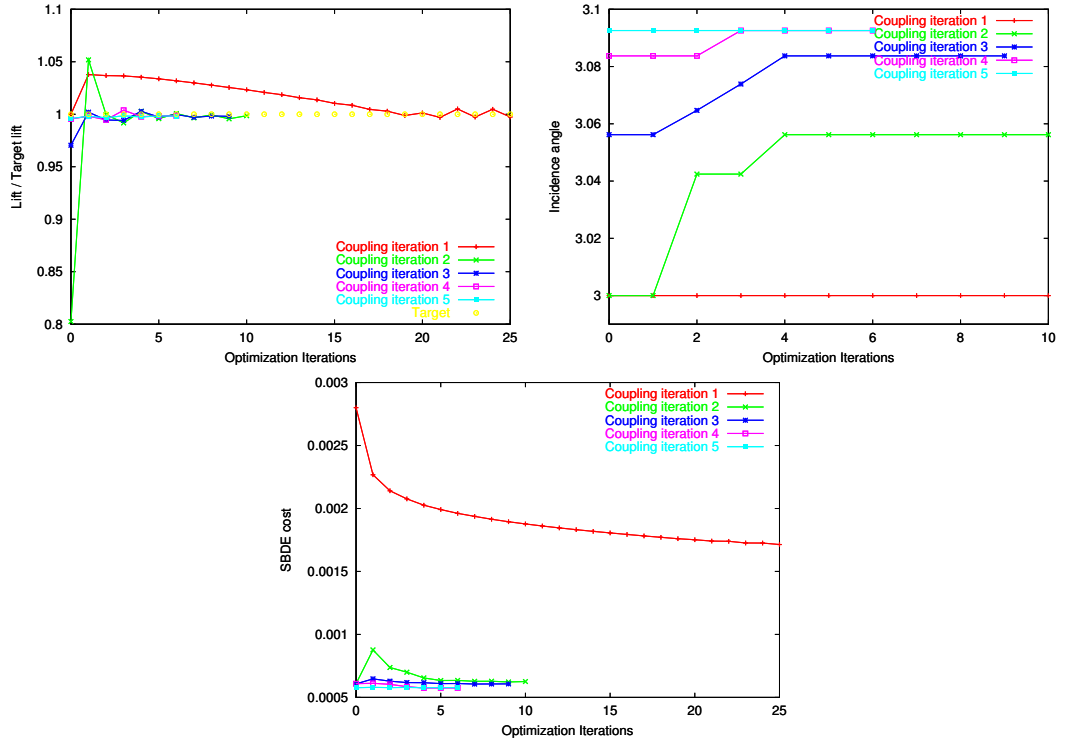 1.1
1.05
1
0.95
0.9
0.85
0.8
Lift / Target lift
Coupling iteration 1
Coupling iteration 2
Coupling iteration 3
Coupling iteration 4
Coupling iteration 5
Target
0 5 10 15 20 25
Optimization Iterations
3.1
3.08
3.06
3.04
3.02
3
Incidence angle
Coupling iteration 1
Coupling iteration 2
Coupling iteration 3
Coupling iteration 4
Coupling iteration 5
0 2 4 6 8 10
Optimization Iterations
0.003
0.0025
0.002
0.0015
0.001
0.0005
SBDE cost
Coupling iteration 1
Coupling iteration 2
Coupling iteration 3
Coupling iteration 4
Coupling iteration 5
0 5 10 15 20 25
Optimization Iterations